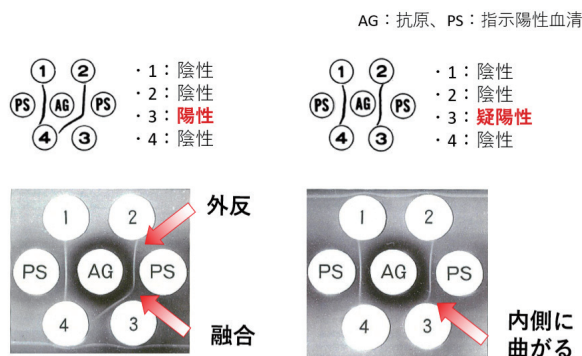 AG：抗原、PS：指示陽性血清
1 2
PS AG PS
4 3
・1：陰性
・2：陰性
・3：陽性
・4：陰性
1 2
PS AG PS
4 3
・1：陰性
・2：陰性
・3：疑陽性
・4：陰性
1 2
PS AG PS
4 3
外反
融合
1 2
PS AG PS
4 3
内側に
曲がる